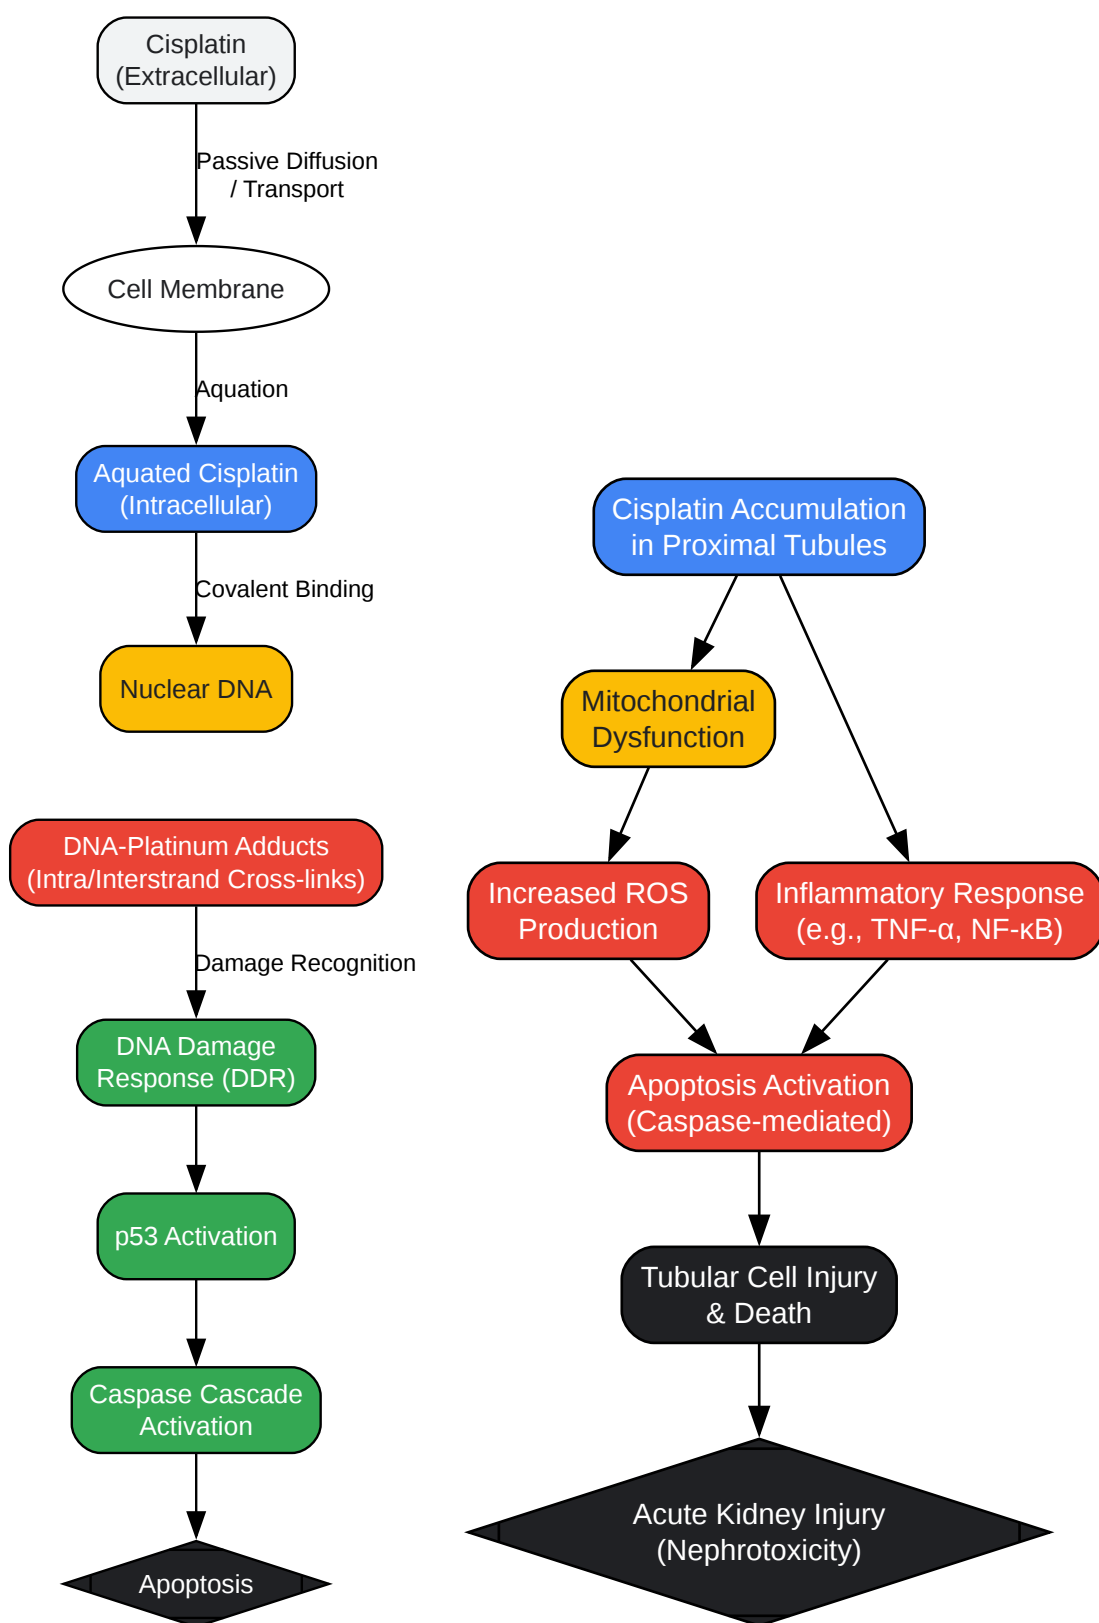 Cisplatin
(Extracellular)
Passive Diffusion
/ Transport
Cell Membrane
Aquation
Aquated Cisplatin
(Intracellular)
Covalent Binding
Nuclear DNA
DNA-Platinum Adducts
(Intra/Interstrand Cross-links)
Damage Recognition
DNA Damage
Response (DDR)
p53 Activation
Caspase Cascade
Activation
Apoptosis
Cisplatin Accumulation
in Proximal Tubules
Mitochondrial
Dysfunction
Increased ROS
Production
Inflammatory Response
(e.g., TNF-α, NF-κB)
Apoptosis Activation
(Caspase-mediated)
Tubular Cell Injury
& Death
Acute Kidney Injury
(Nephrotoxicity)